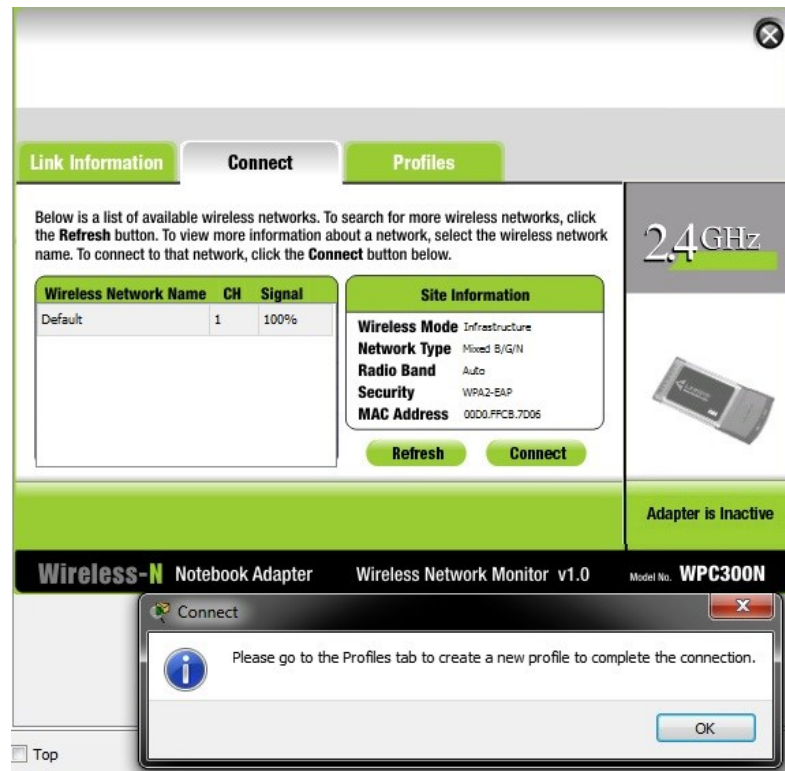 Link Information Connect Profiles
Below is a list of available wireless networks. To search for more wireless networks, click
the Refresh button. To view more information about a network, select the wireless network
name. To connect to that network, click the Connect button below.
2.4GHz
Wireless Network Name CH Signal
Default 1 100%
Site Information
Wireless Mode Infrastructure
Network Type Mixed B/G/N
Radio Band Auto
Security WPA2-EAP
MAC Address 00D0.FFCB.7D06
Refresh Connect
LINKSYS
Adapter is Inactive
Wireless-N Notebook Adapter Wireless Network Monitor v1.0 Model No. WPC300N
Connect
Please go to the Profiles tab to create a new profile to complete the connection.
OK
Top